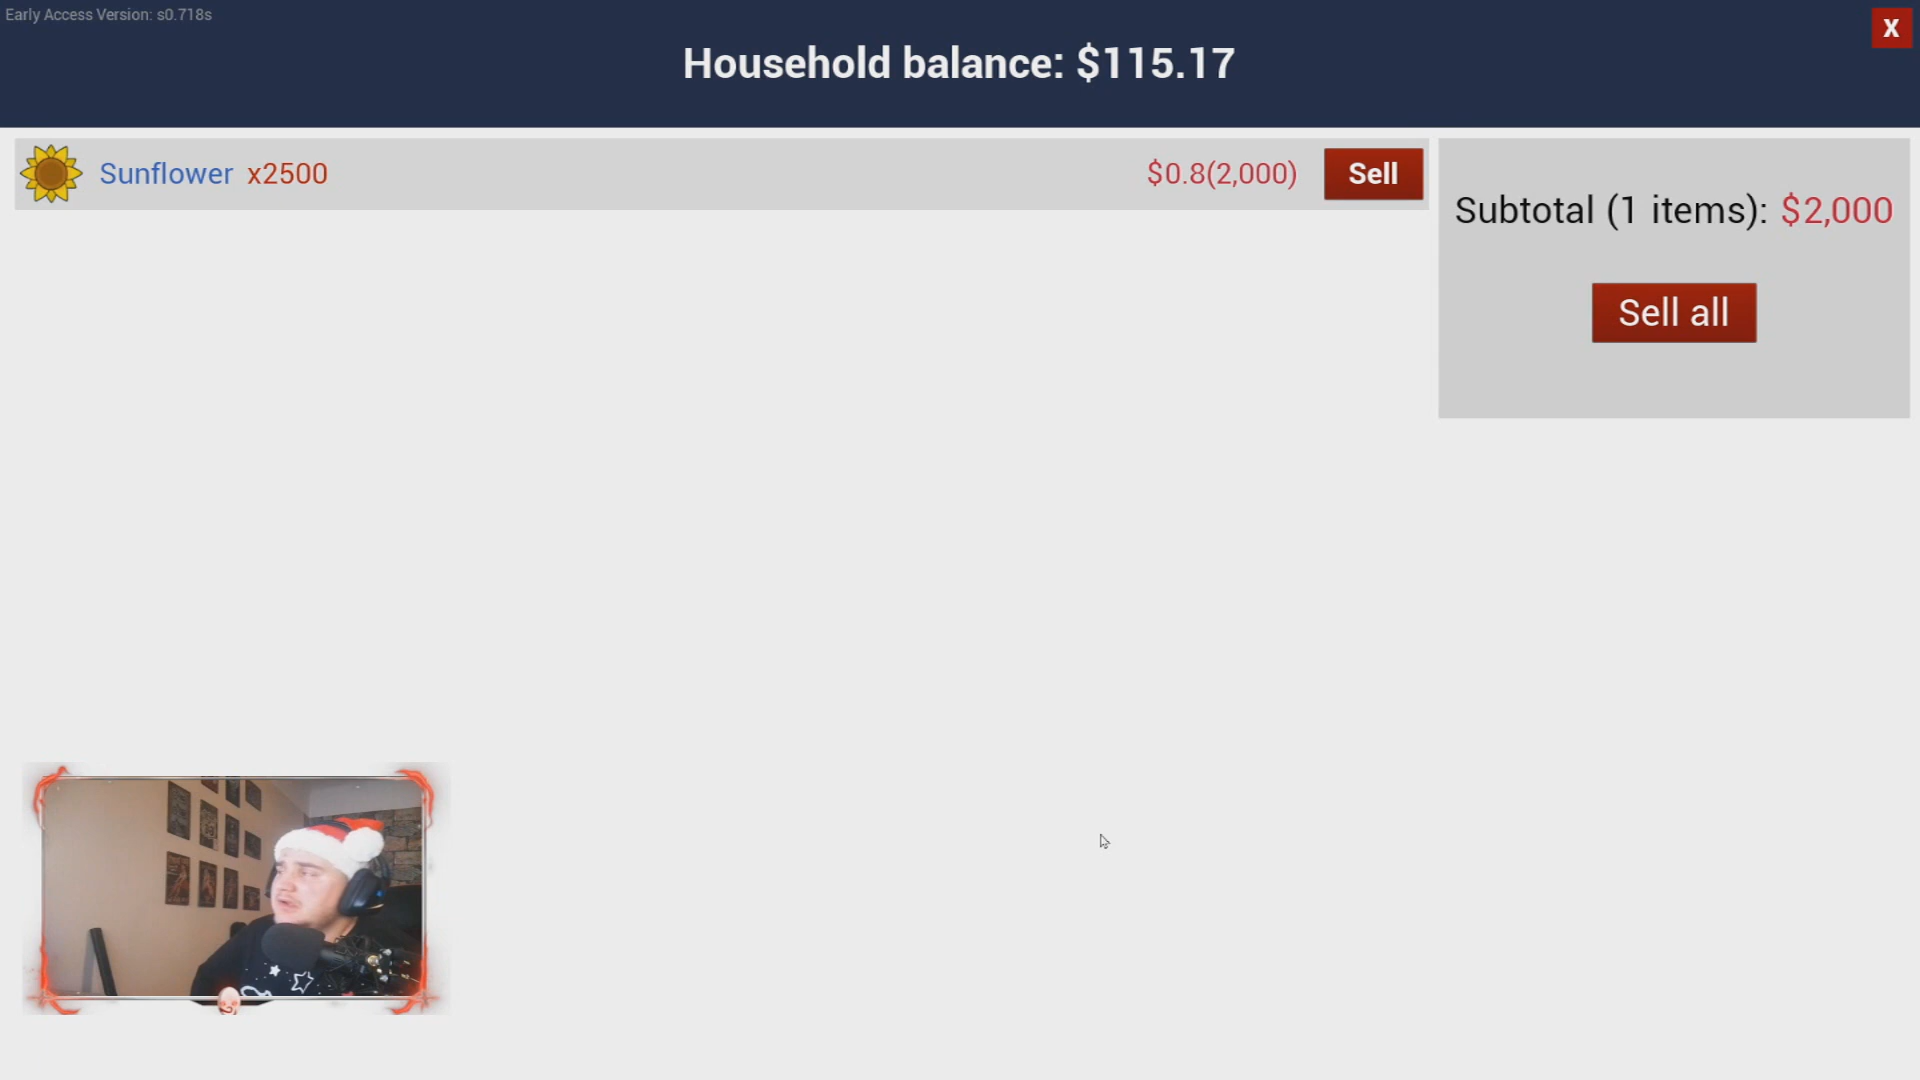 Early Access Version: s0.718s
X
Household balance: $115.17
Sunflower x2500 $0.8(2,000) Sell
Subtotal (1 items): $2,000
Sell all